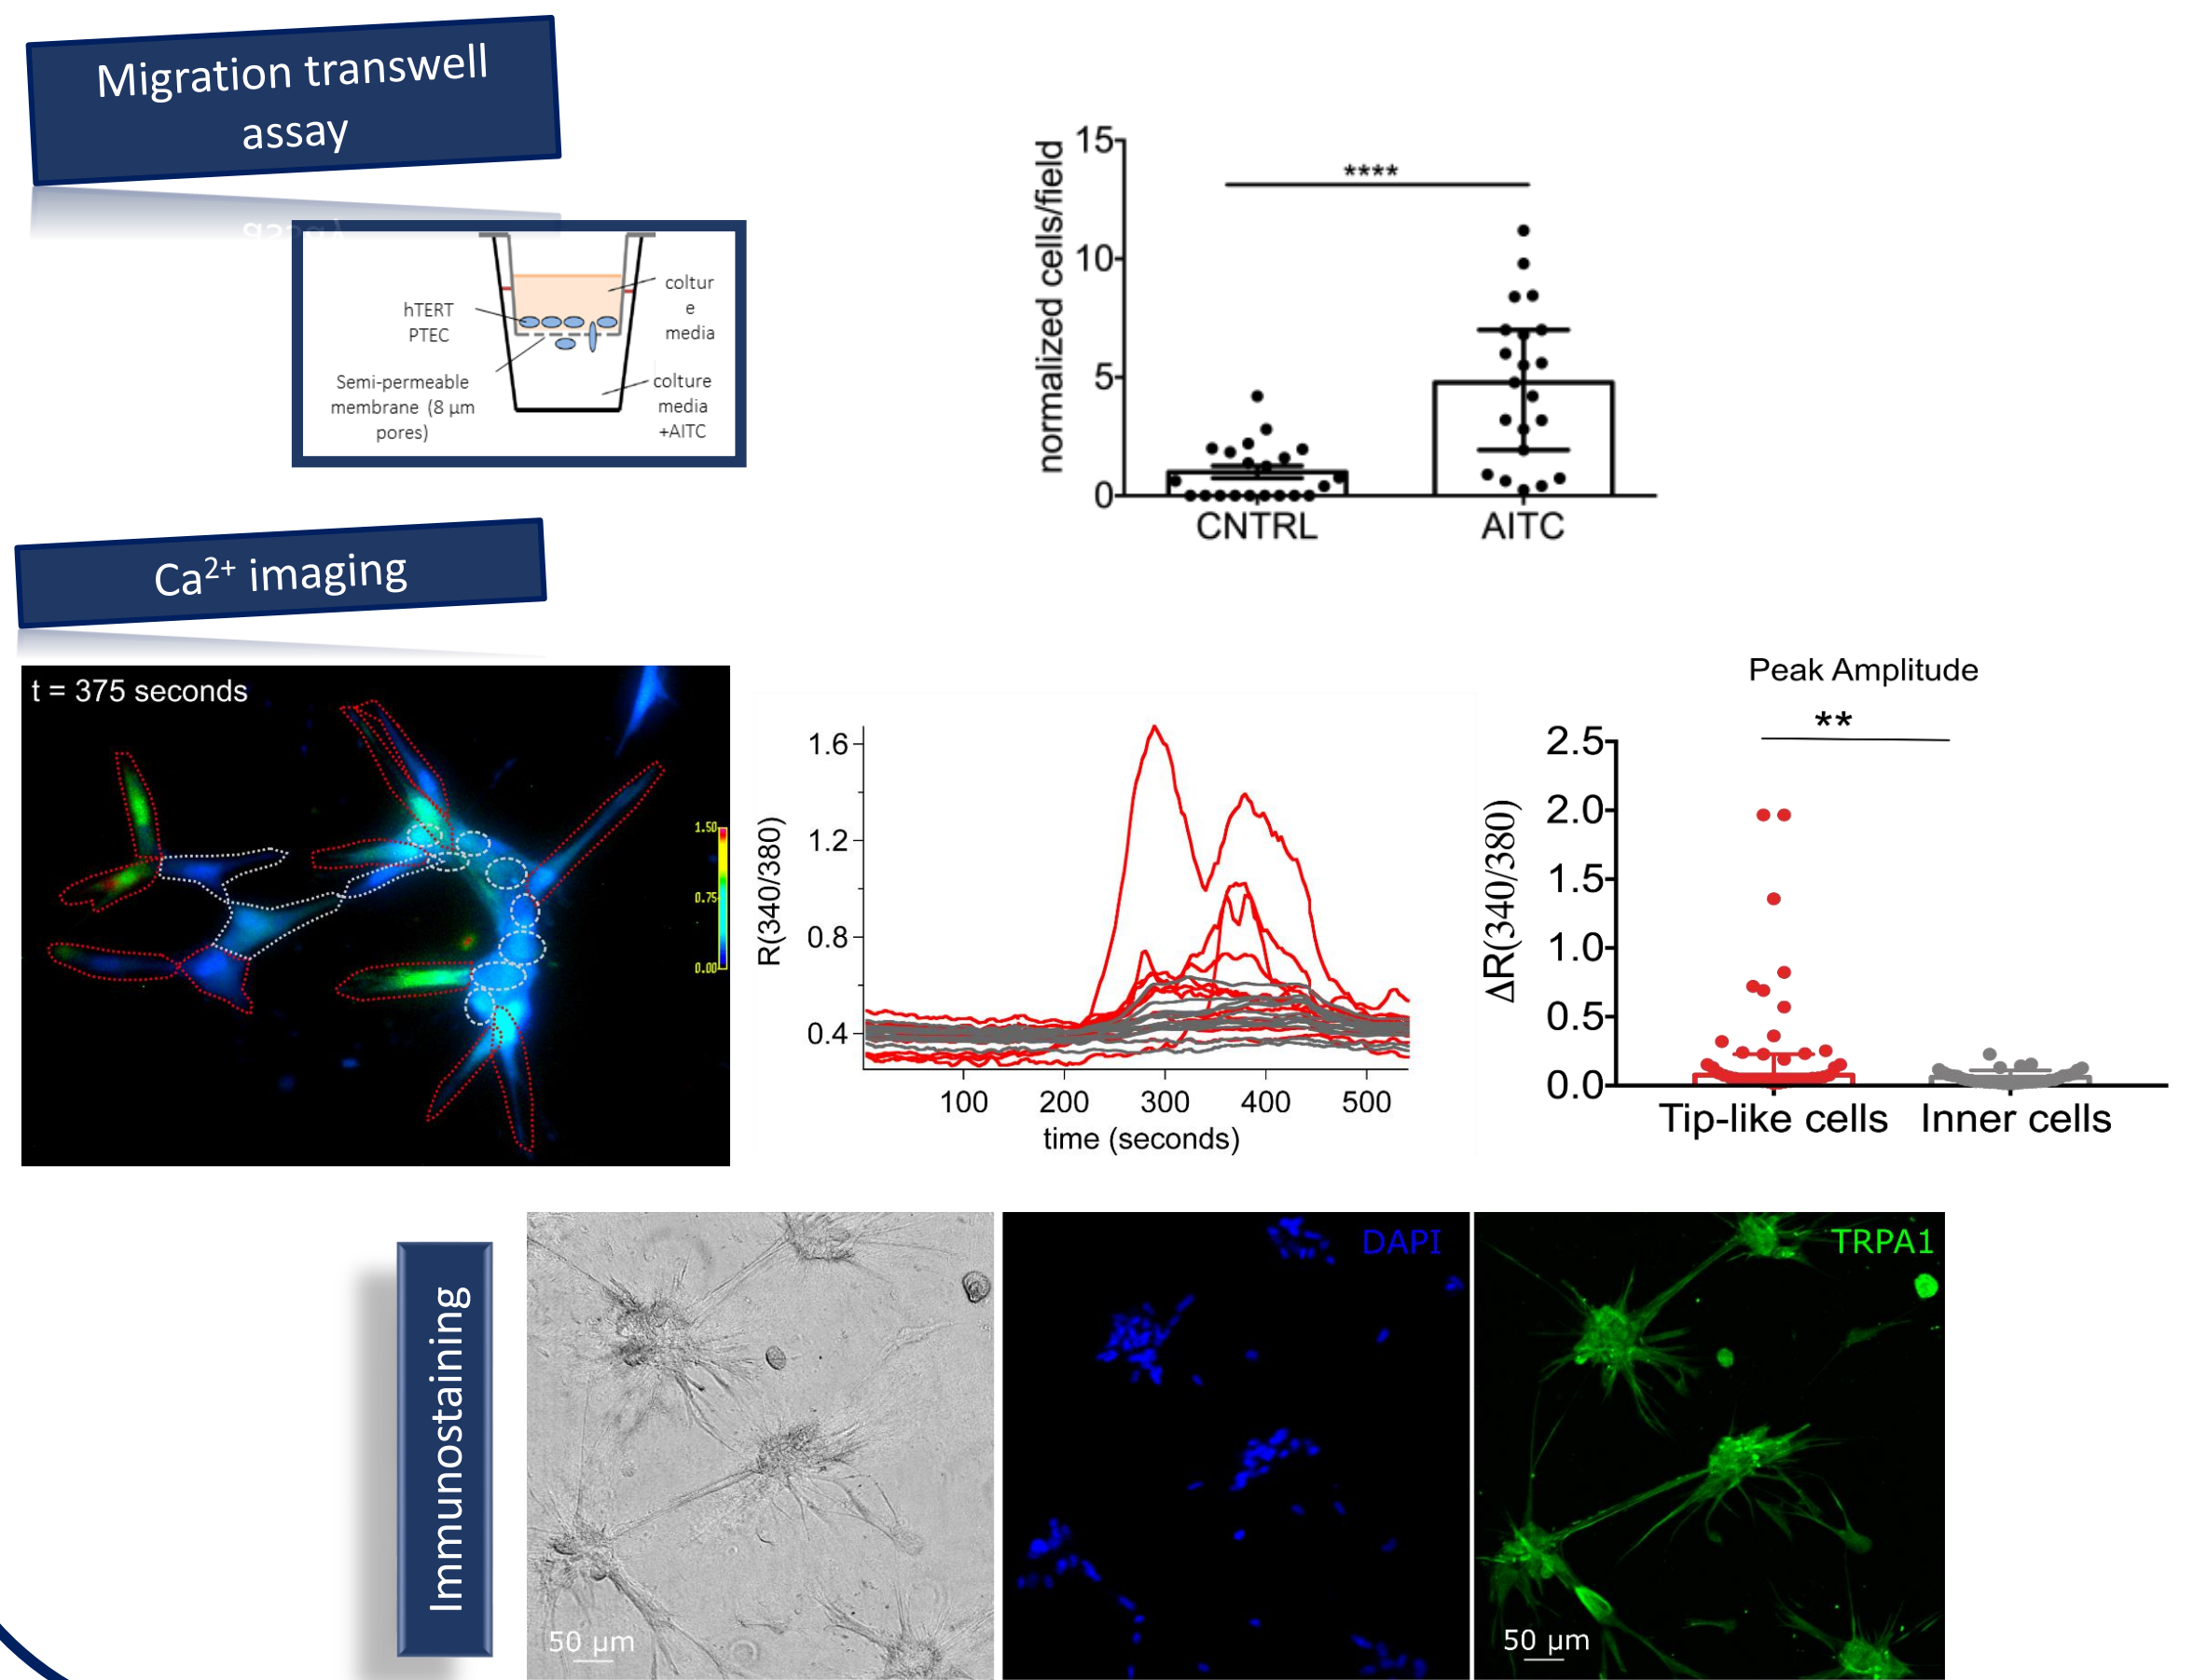 Migration transwell
assay
hTERT
PTEC
Semi-permeable
membrane (8 µm
pores)
coltur
e
media
colture
media
+AITC
normalized cells/field
15
10
5
0
****
CNTRL
AITC
Ca²⁺ imaging
t = 375 seconds
1.50
0.75
0.00
R(340/380)
1.6
1.2
0.8
0.4
100 200 300 400 500
time (seconds)
Peak Amplitude
**
ΔR(340/380)
2.5
2.0
1.5
1.0
0.5
0.0
Tip-like cells
Inner cells
Immunostaining
50 µm
DAPI
TRPA1
50 µm